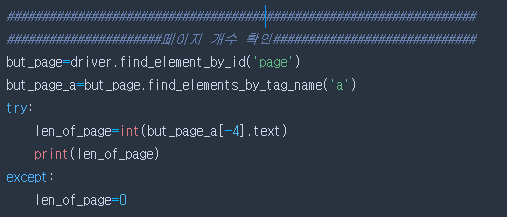 ##################################################################
######################페이지 개수 확인#############################
but_page=driver.find_element_by_id('page')
but_page_a=but_page.find_elements_by_tag_name('a')
try:
    len_of_page=int(but_page_a[-4].text)
    print(len_of_page)
except:
    len_of_page=0